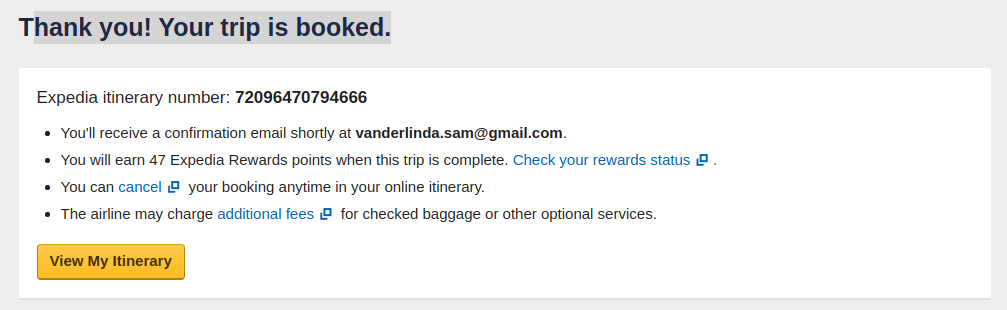 Thank you! Your trip is booked.
Expedia itinerary number: 72096470794666
You'll receive a confirmation email shortly at vanderlinda.sam@gmail.com.
You will earn 47 Expedia Rewards points when this trip is complete. Check your rewards status .
You can cancel your booking anytime in your online itinerary.
The airline may charge additional fees for checked baggage or other optional services.
View My Itinerary